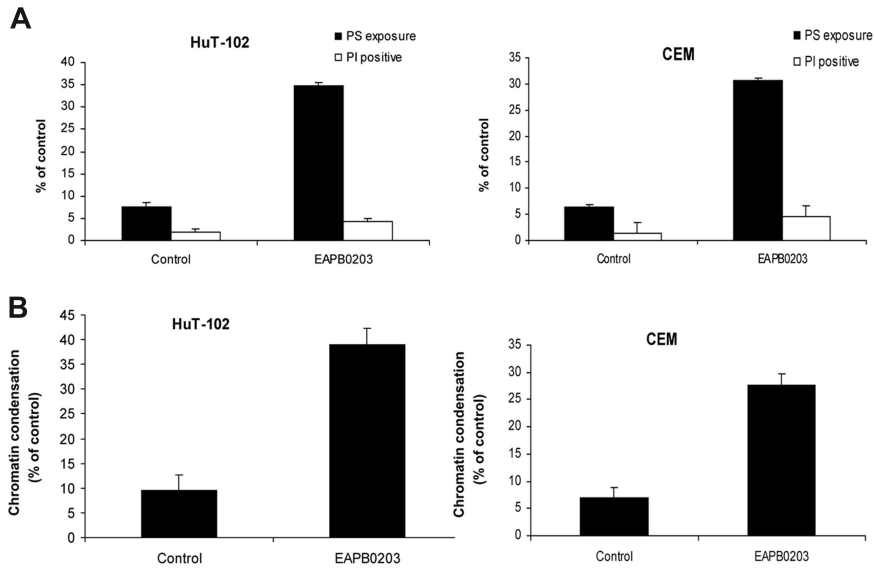 A
HuT-102
PS exposure
PI positive
% of control
40
35
30
25
20
15
10
5
0
Control
EAPB0203
CEM
PS exposure
PI positive
% of control
35
30
25
20
15
10
5
0
Control
EAPB0203
B
HuT-102
Chromatin condensation
(% of control)
45
40
35
30
25
20
15
10
5
0
Control
EAPB0203
CEM
Chromatin condensation
(% of control)
35
30
25
20
15
10
5
0
Control
EAPB0203